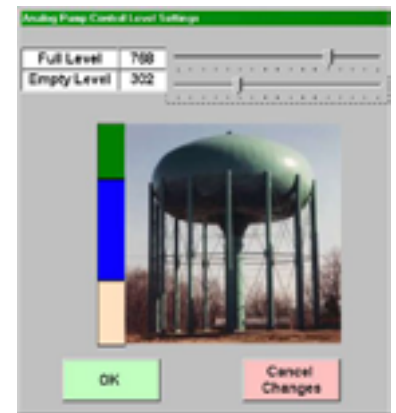 Analog Pump Control Level Settings
Full Level 768
Empty Level 302
OK
Cancel
Changes